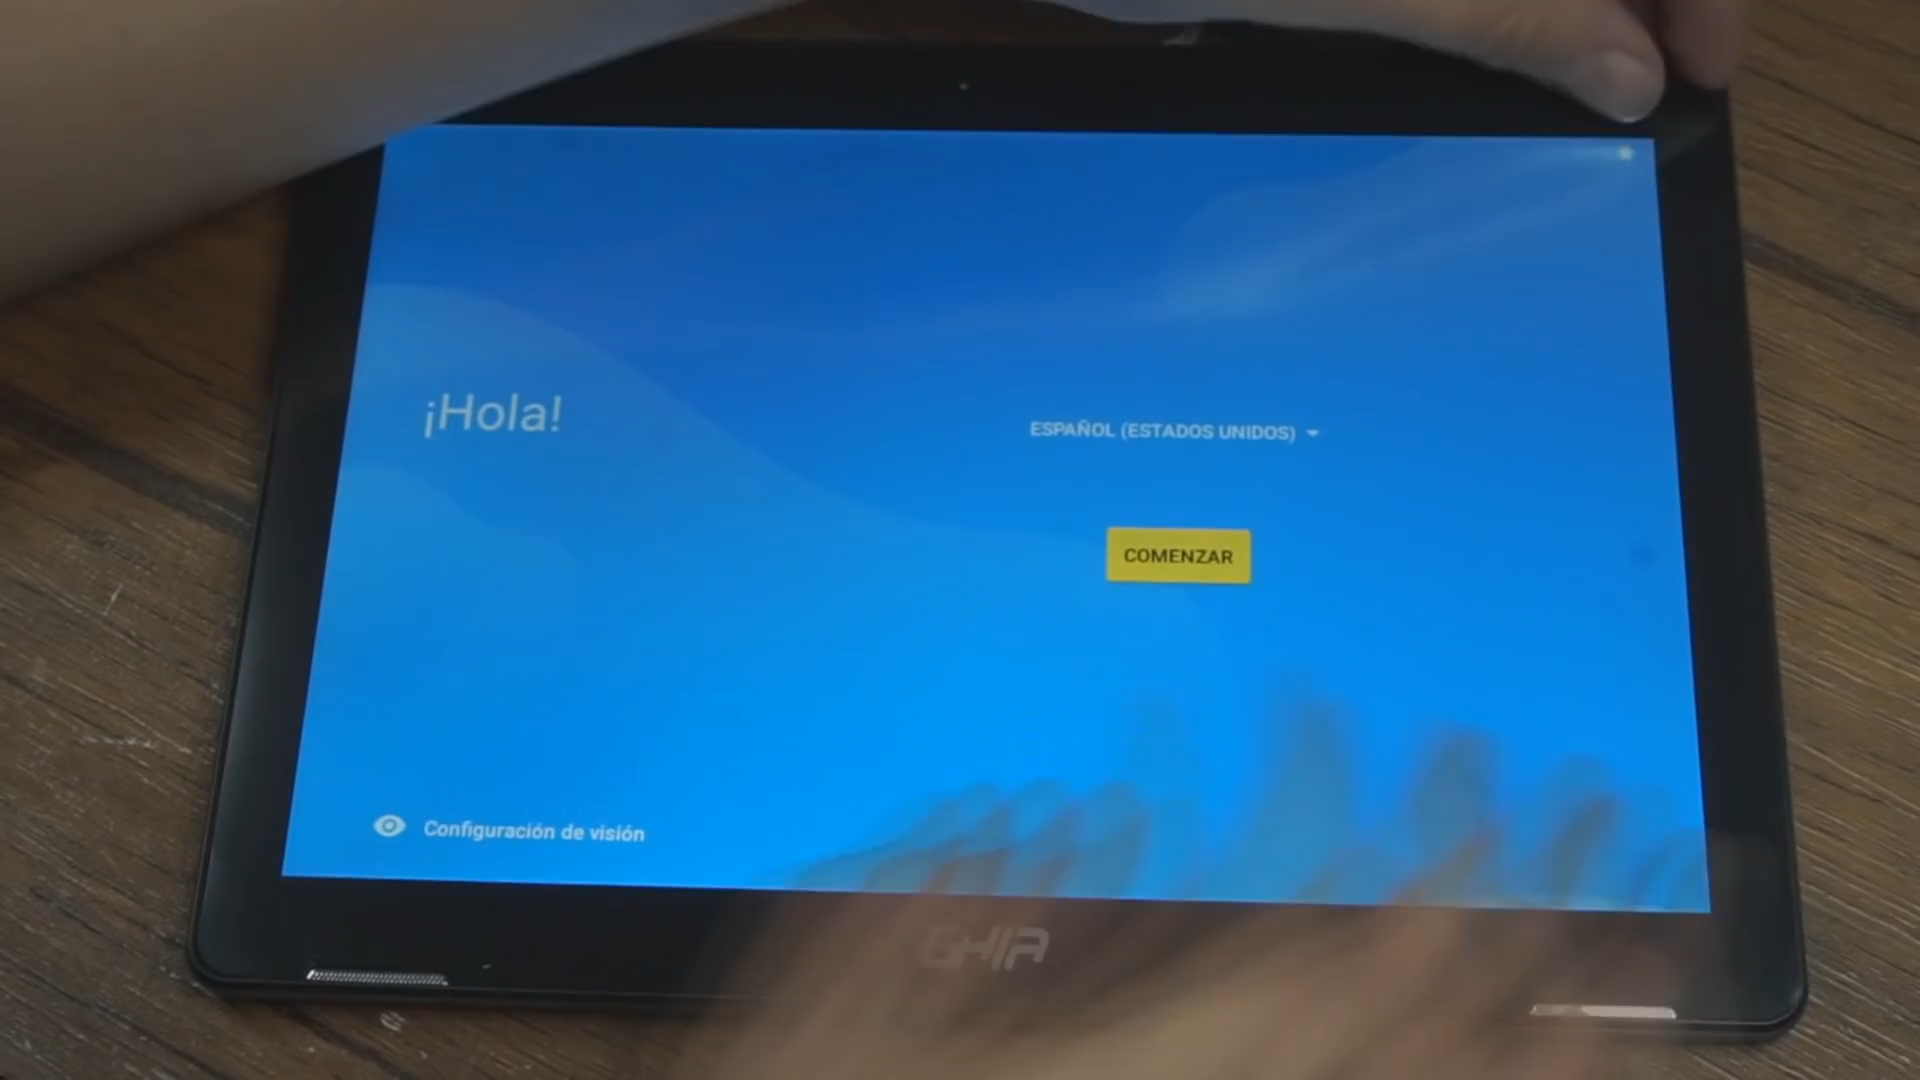 ¡Hola!
ESPAÑOL (ESTADOS UNIDOS)
COMENZAR
Configuración de visión
GHIA